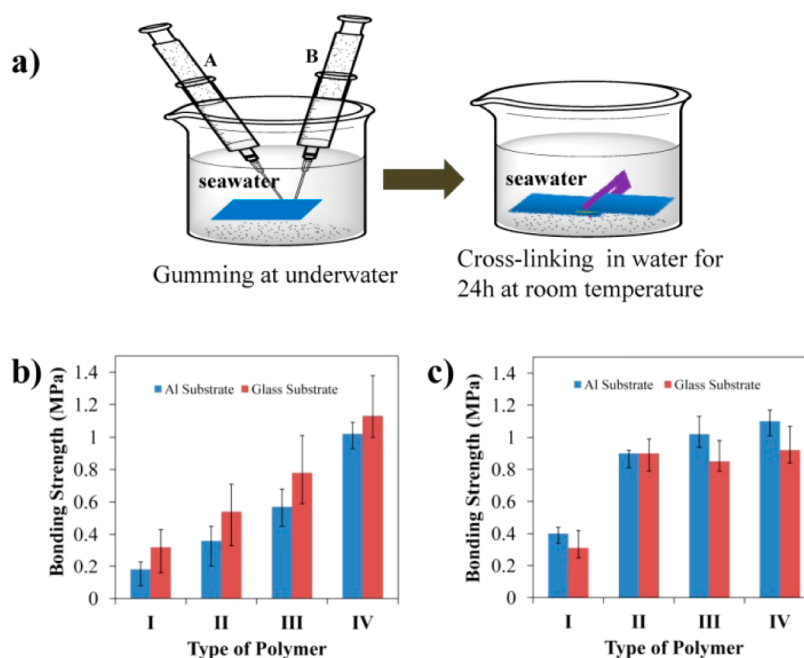 a)
A
B
seawater
seawater
Gumming at underwater
Cross-linking in water for
24h at room temperature
b)
Bonding Strength (MPa)
1.4
1.2
1
0.8
0.6
0.4
0.2
0
Al Substrate
Glass Substrate
I
II
III
IV
Type of Polymer
c)
Bonding Strength (MPa)
1.4
1.2
1
0.8
0.6
0.4
0.2
0
Al Substrate
Glass Substrate
I
II
III
IV
Type of Polymer